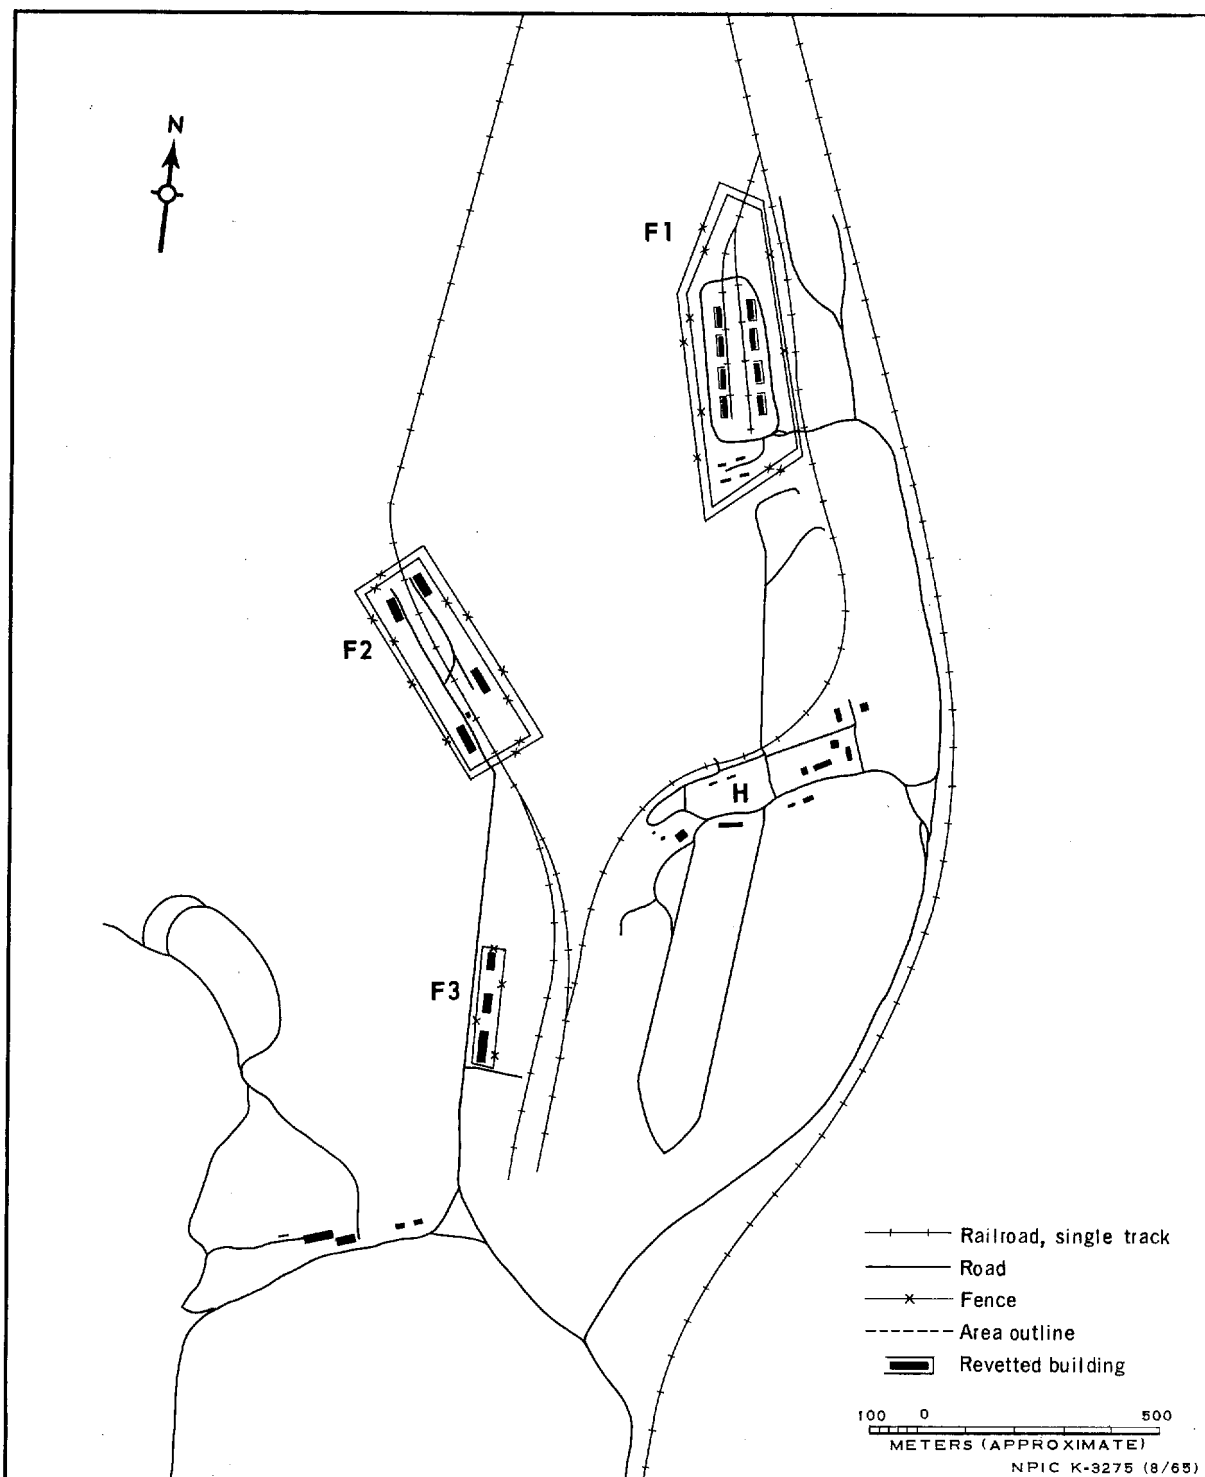 N
F1
F2
H
F3
Railroad, single track
Road
Fence
Area outline
Revetted building
100 0 500
METERS (APPROXIMATE)
NPIC K-3275 (8/65)